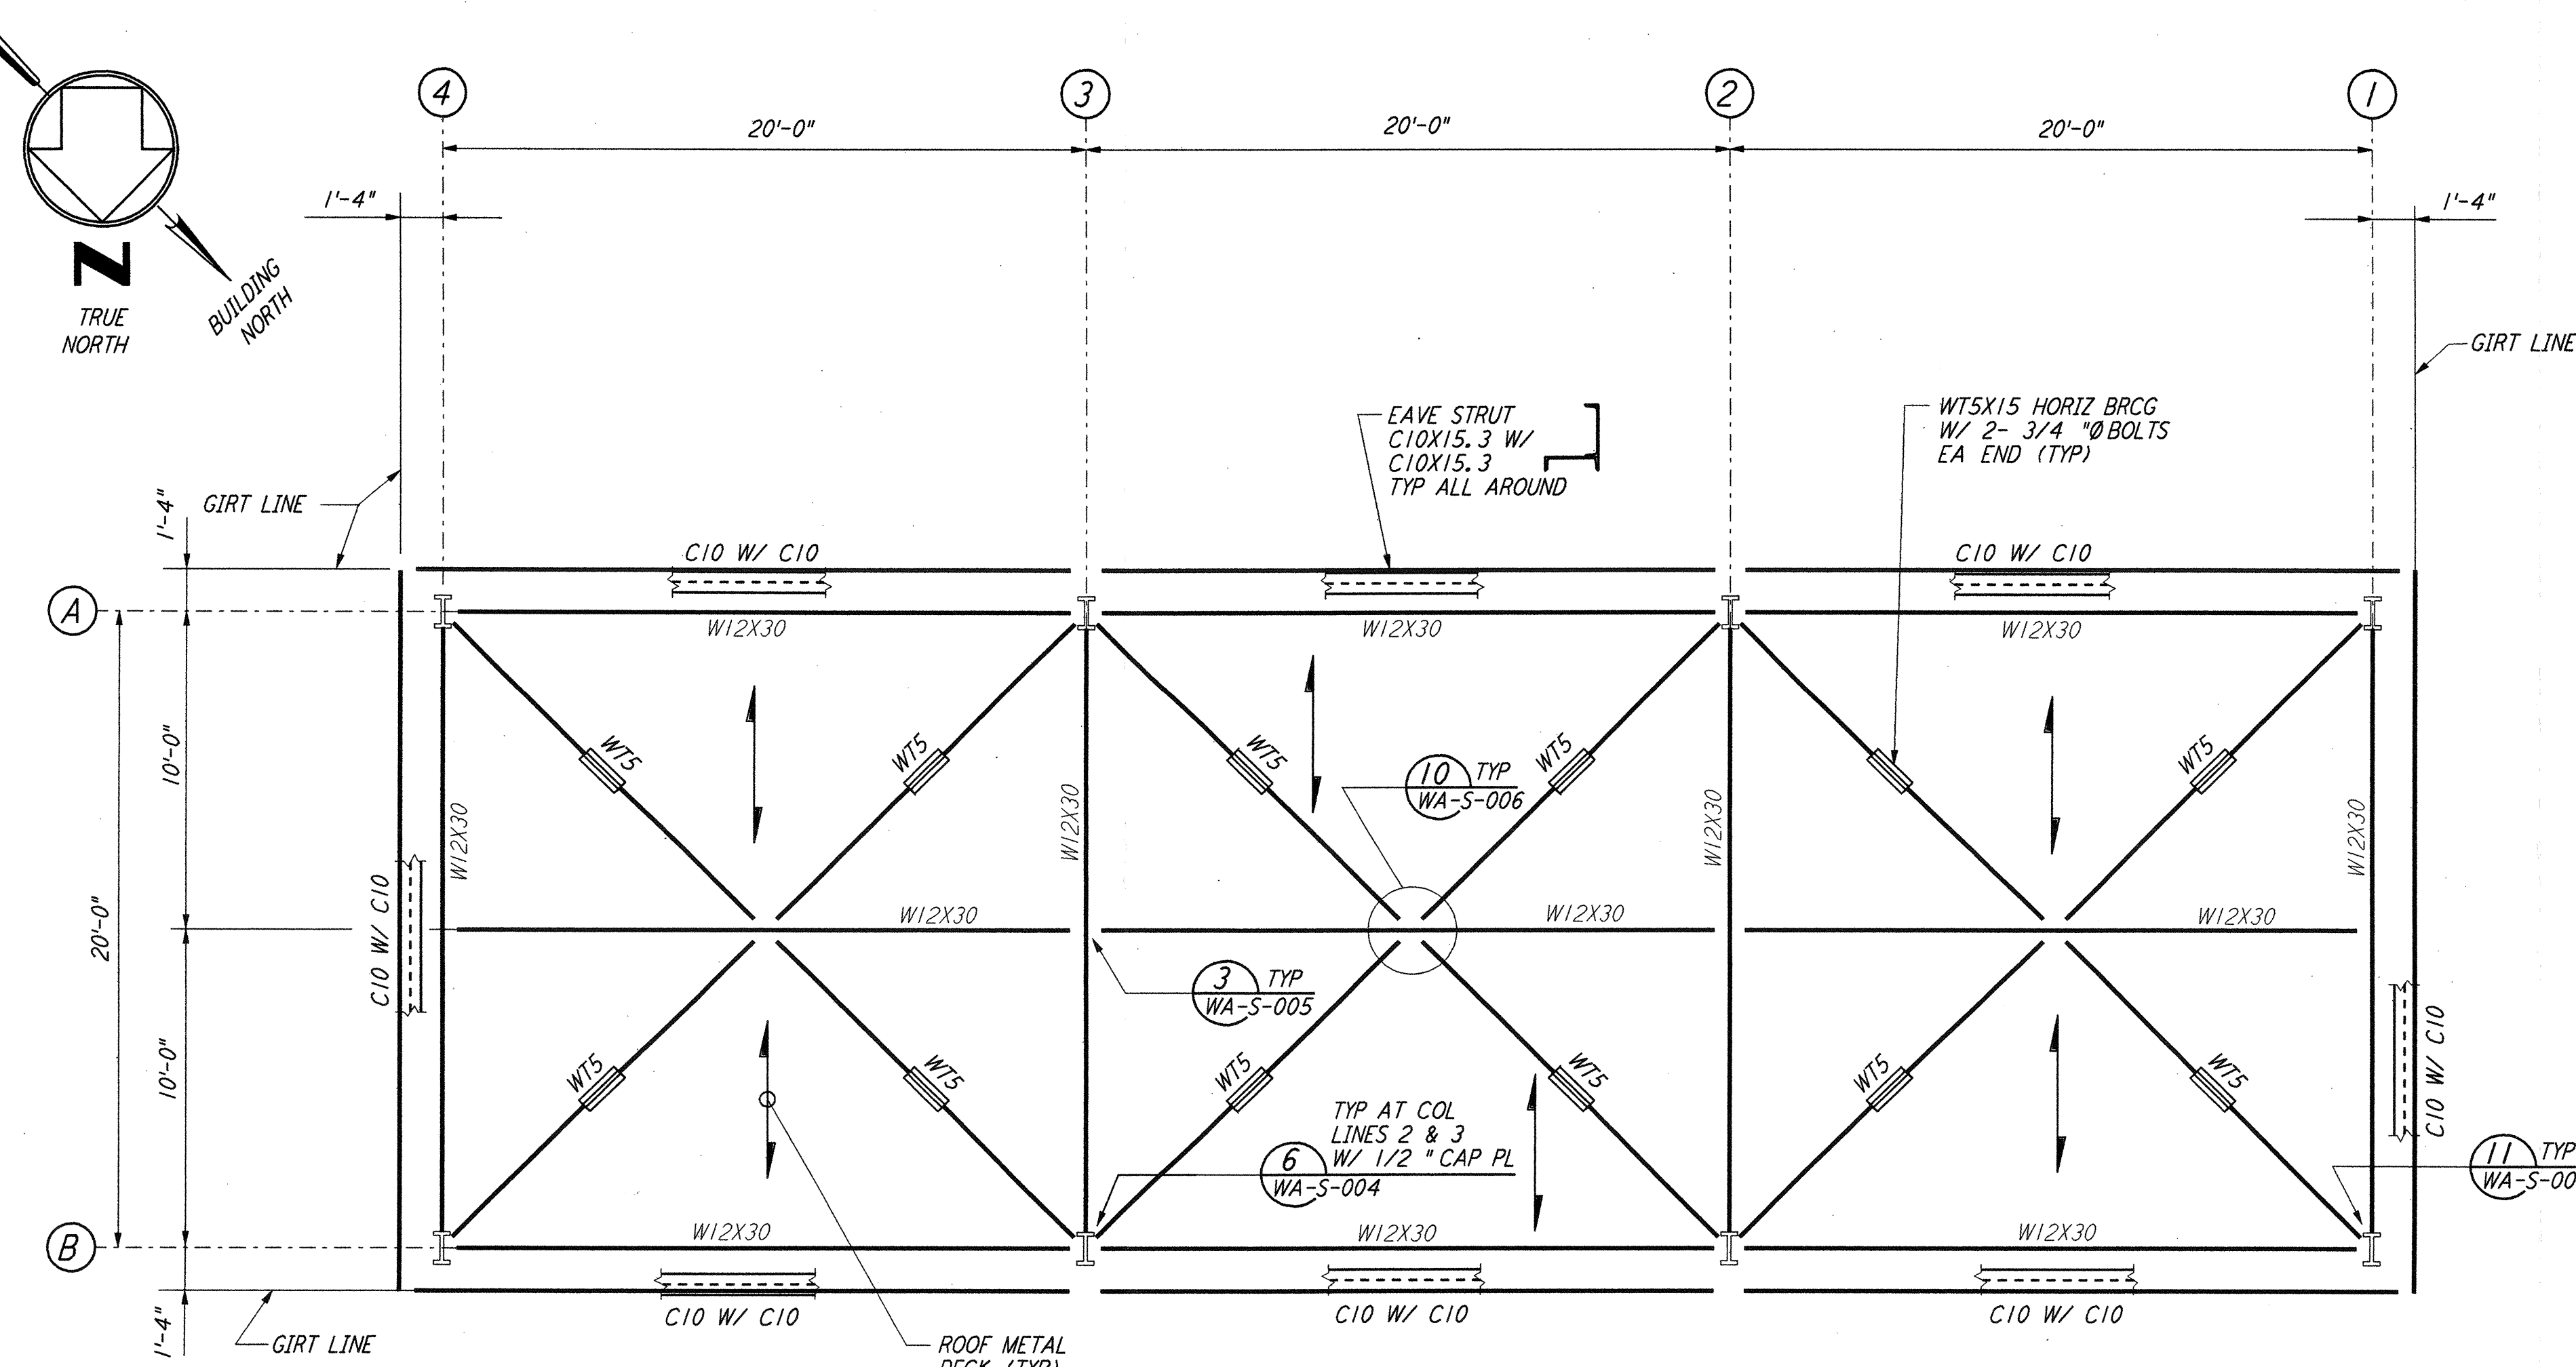 4
3
2
1
20'-0"
20'-0"
20'-0"
1'-4"
1'-4"
N
TRUE
NORTH
BUILDING
NORTH
GIRT LINE
EAVE STRUT
C10X15.3 W/
C10X15.3
TYP ALL AROUND
WT5X15 HORIZ BRCG
W/ 2- 3/4 "Ø BOLTS
EA END (TYP)
1'-4"
GIRT LINE
C10 W/ C10
C10 W/ C10
A
W12X30
W12X30
W12X30
10'-0"
WT5
WT5
WT5
WT5
WT5
10 TYP
WA-S-006
W12X30
W12X30
W12X30
W12X30
20'-0"
C10 W/ C10
W12X30
W12X30
W12X30
3 TYP
WA-S-005
10'-0"
WT5
WT5
WT5
WT5
WT5
WT5
C10 W/ C10
TYP AT COL
LINES 2 & 3
W/ 1/2 " CAP PL
6
WA-S-004
11 TYP
B
W12X30
W12X30
W12X30
C10 W/ C10
C10 W/ C10
C10 W/ C10
1'-4"
GIRT LINE
ROOF METAL